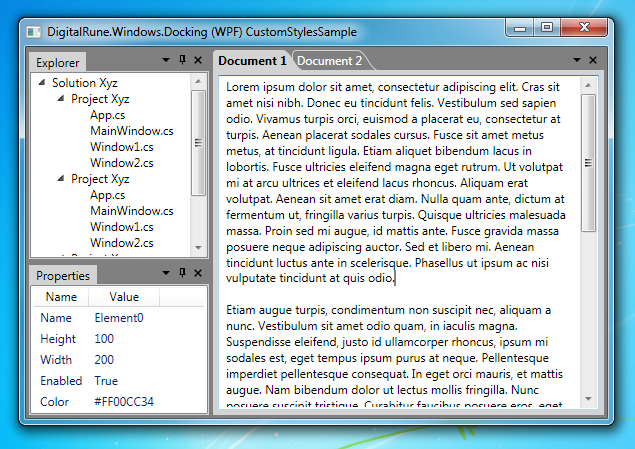 DigitalRune.Windows.Docking (WPF) CustomStylesSample
Explorer
Solution Xyz
Project Xyz
App.cs
MainWindow.cs
Window1.cs
Window2.cs
Project Xyz
App.cs
MainWindow.cs
Window1.cs
Window2.cs
Properties
Name Value
Name Element0
Height 100
Width 200
Enabled True
Color #FF00CC34
Document 1 Document 2
Lorem ipsum dolor sit amet, consectetur adipiscing elit. Cras sit
amet nisi nibh. Donec eu tincidunt felis. Vestibulum sed sapien
odio. Vivamus turpis orci, euismod a placerat eu, consectetur at
turpis. Aenean placerat sodales cursus. Fusce sit amet metus
metus, at tincidunt ligula. Etiam aliquet bibendum lacus in
lobortis. Fusce ultricies eleifend magna eget rutrum. Ut volutpat
mi at arcu ultrices et eleifend lacus rhoncus. Aliquam erat
volutpat. Aenean sit amet erat diam. Nulla quam ante, dictum at
fermentum ut, fringilla varius turpis. Quisque ultricies malesuada
massa. Proin sed mi augue, id mattis ante. Fusce gravida massa
posuere neque adipiscing auctor. Sed et libero mi. Aenean
tincidunt luctus ante in scelerisque. Phasellus ut ipsum ac nisi
vulputate tincidunt at quis odio.
Etiam augue turpis, condimentum non suscipit nec, aliquam a
nunc. Vestibulum sit amet odio quam, in iaculis magna.
Suspendisse eleifend, justo id ullamcorper rhoncus, ipsum mi
sodales est, eget tempus ipsum purus at neque. Pellentesque
imperdiet pellentesque consequat. In eget orci mauris, et mattis
augue. Nam bibendum dolor ut lectus mollis fringilla. Nunc
posuere suscipit tristique. Curabitur faucibus posuere eros, eget